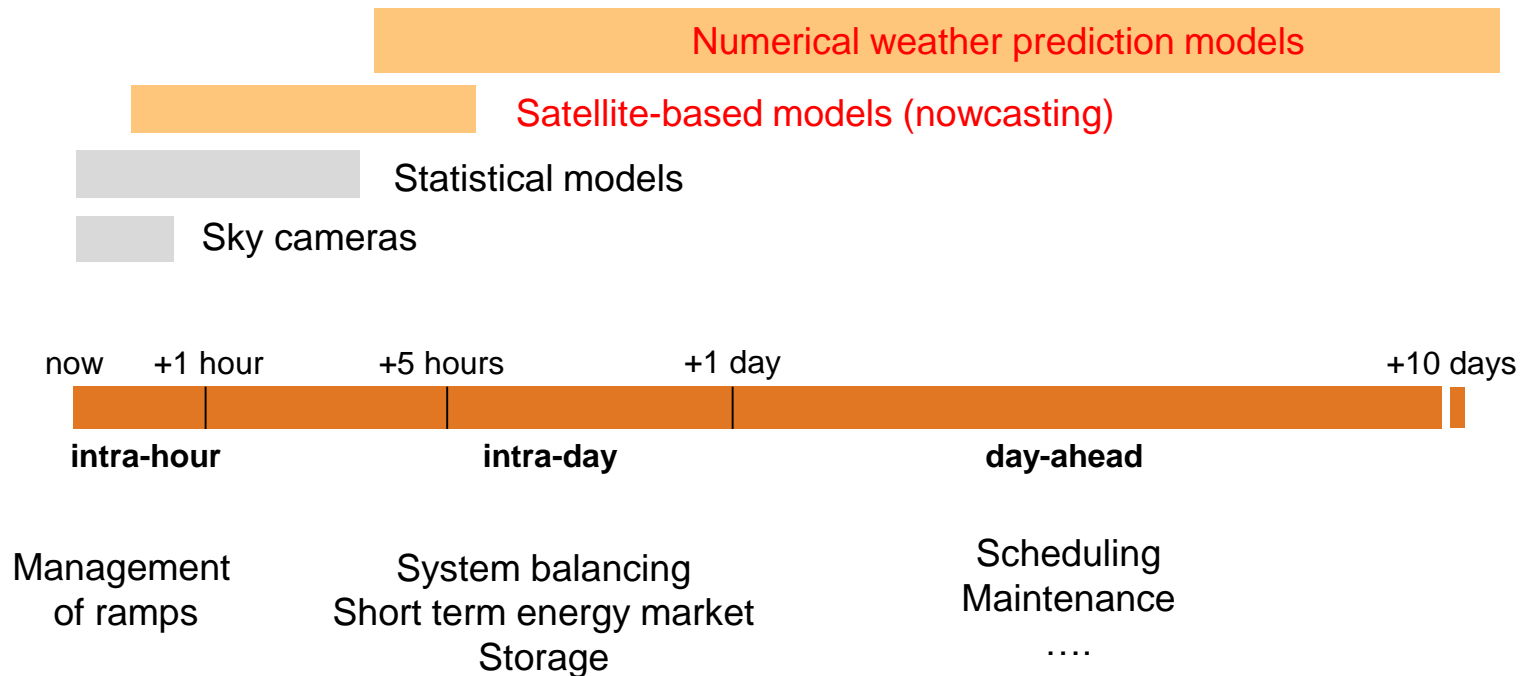 Numerical weather prediction models
Satellite-based models (nowcasting)
Statistical models
Sky cameras
now +1 hour +5 hours +1 day +10 days
intra-hour intra-day day-ahead
Management
of ramps
System balancing
Short term energy market
Storage
Scheduling
Maintenance
....